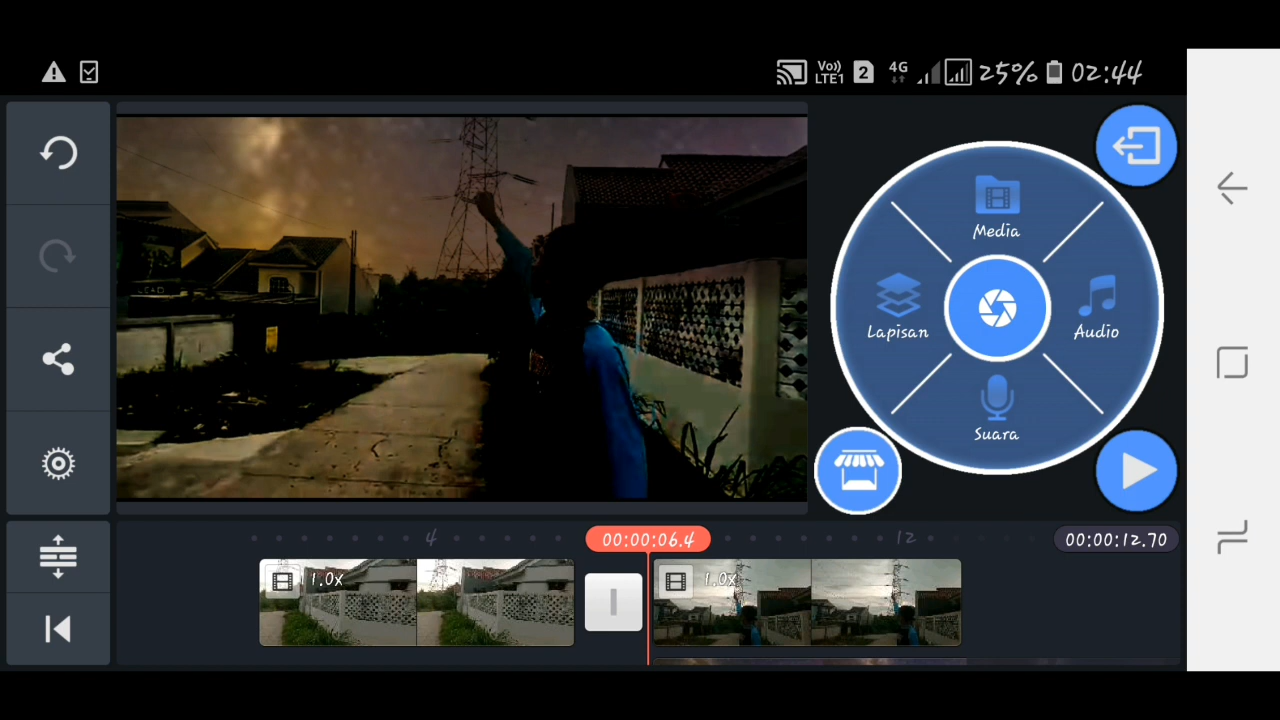 Vo))
LTE1
2
4G
25%
02:44
Media
Lapisan
Audio
Suara
4
00:00:06.4
12
00:00:12.70
1.0x
1.0x